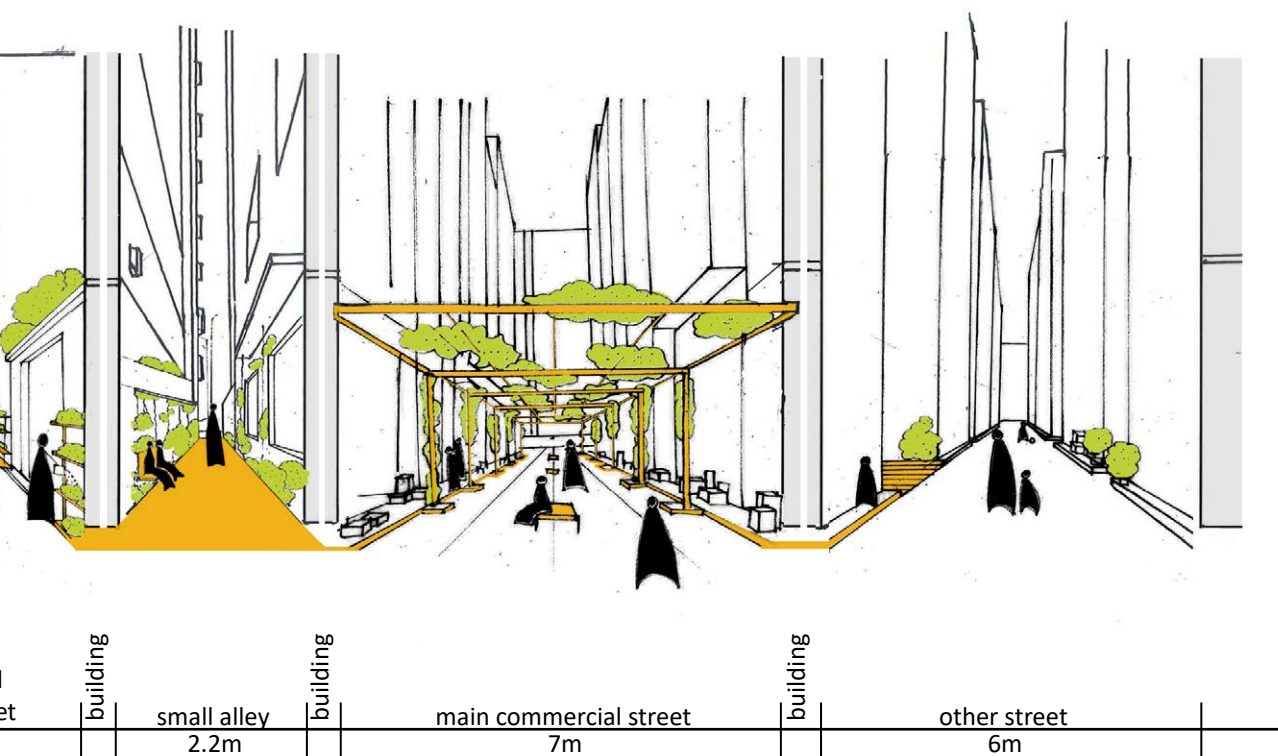 building
building
building
et
small alley
main commercial street
other street
2.2m
7m
6m